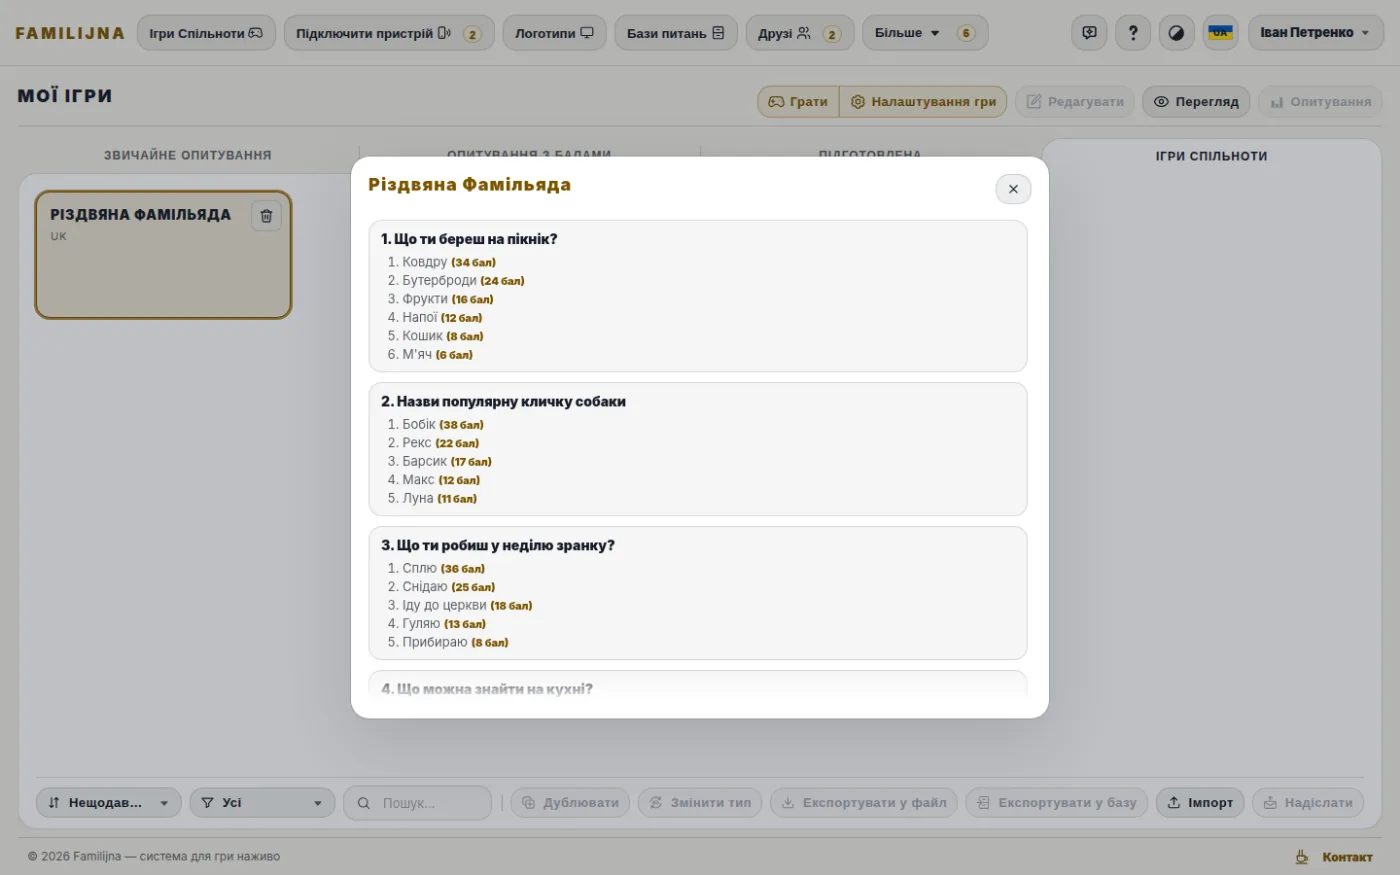 FAMILIJNA
Ігри Спільноти
Підключити пристрій 2
Логотипи
Бази питань
Друзі 2
Більше 6
?
UA
Іван Петренко
МОЇ ІГРИ
Грати
Налаштування гри
Редагувати
Перегляд
Опитування
ЗВИЧАЙНЕ ОПИТУВАННЯ
ОПИТУВАННЯ З БАЛАМИ
ПІДГОТОВЛЕНА
ІГРИ СПІЛЬНОТИ
РІЗДВЯНА ФАМІЛЬЯДА
UK
Різдвяна Фамільяда
1. Що ти береш на пікнік?
1. Ковдру (34 бал)
2. Бутерброди (24 бал)
3. Фрукти (16 бал)
4. Напої (12 бал)
5. Кошик (8 бал)
6. М'яч (6 бал)
2. Назви популярну кличку собаки
1. Бобік (38 бал)
2. Рекс (22 бал)
3. Барсик (17 бал)
4. Макс (12 бал)
5. Луна (11 бал)
3. Що ти робиш у неділю зранку?
1. Сплю (36 бал)
2. Снідаю (25 бал)
3. Іду до церкви (18 бал)
4. Гуляю (13 бал)
5. Прибираю (8 бал)
4. Що можна знайти на кухні?
Нещодав...
Усі
Пошук...
Дублювати
Змінити тип
Експортувати у файл
Експортувати у базу
Імпорт
Надіслати
© 2026 Familijna — система для гри наживо
Контакт